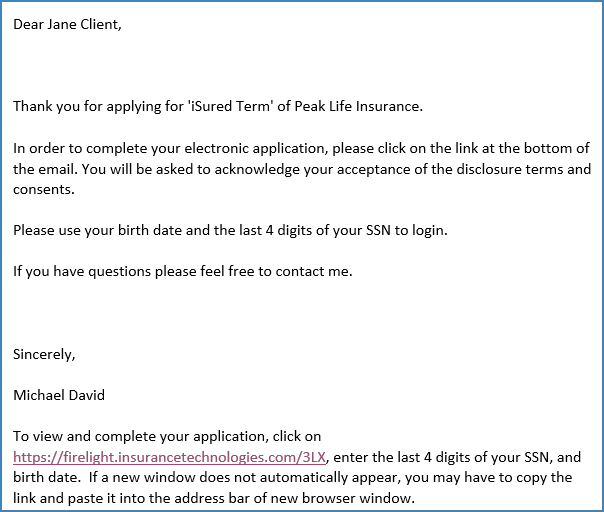 Dear Jane Client,
Thank you for applying for 'iSured Term' of Peak Life Insurance.
In order to complete your electronic application, please click on the link at the bottom of
the email. You will be asked to acknowledge your acceptance of the disclosure terms and
consents.
Please use your birth date and the last 4 digits of your SSN to login.
If you have questions please feel free to contact me.
Sincerely,
Michael David
To view and complete your application, click on
https://firelight.insurancetechnologies.com/3LX, enter the last 4 digits of your SSN, and
birth date.  If a new window does not automatically appear, you may have to copy the
link and paste it into the address bar of new browser window.